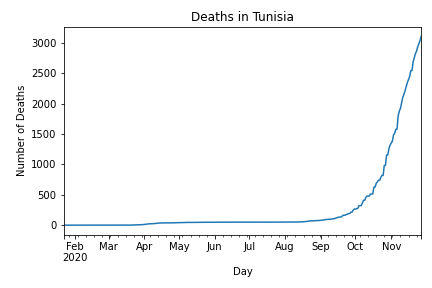 Deaths in Tunisia
Number of Deaths
3000
2500
2000
1500
1000
500
0
Feb Mar Apr May Jun Jul Aug Sep Oct Nov
2020
Day